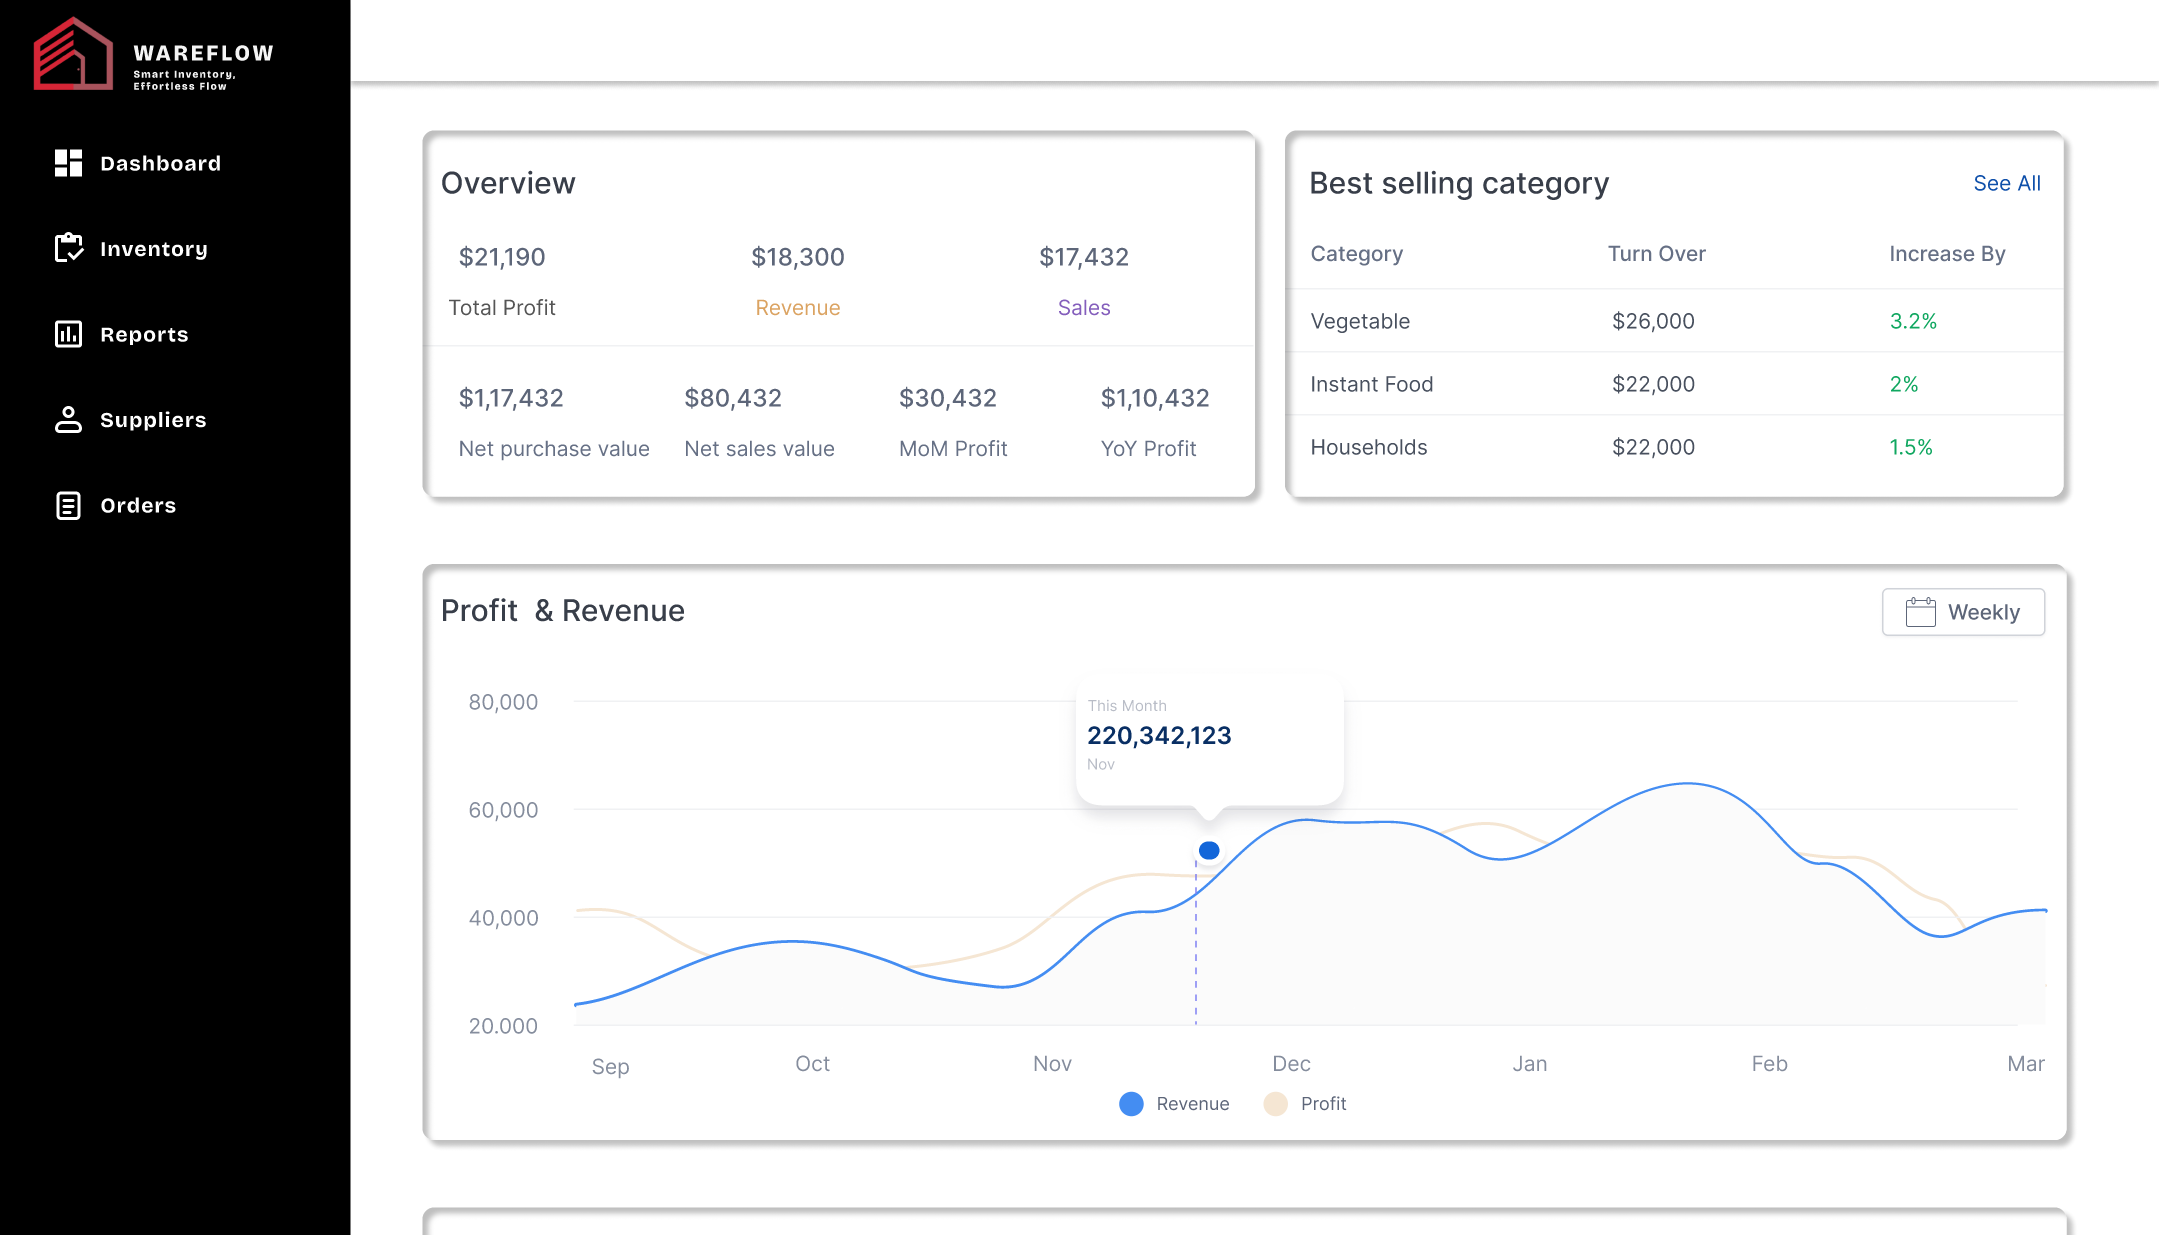 WAREFLOW
Smart Inventory,
Effortless Flow
Dashboard
Inventory
Reports
Suppliers
Orders
Overview
$21,190 $18,300 $17,432
Total Profit Revenue Sales
$1,17,432 $80,432 $30,432 $1,10,432
Net purchase value Net sales value MoM Profit YoY Profit
Best selling category See All
Category Turn Over Increase By
Vegetable $26,000 3.2%
Instant Food $22,000 2%
Households $22,000 1.5%
Profit & Revenue Weekly
80,000
60,000
40,000
20.000
This Month
220,342,123
Nov
Sep Oct Nov Dec Jan Feb Mar
Revenue Profit